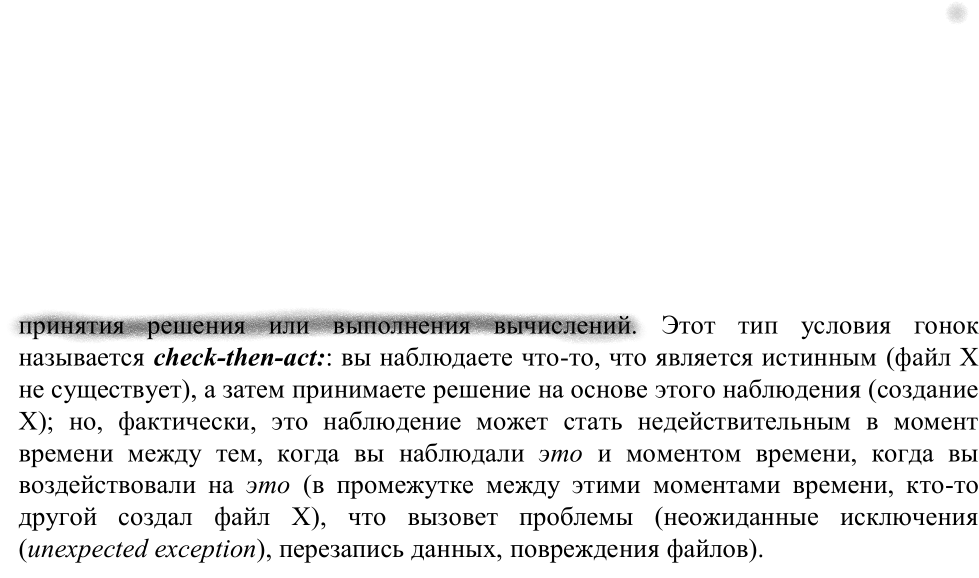 принятия решения или выполнения вычислений. Этот тип условия гонок
называется check-then-act:: вы наблюдаете что-то, что является истинным (файл X
не существует), а затем принимаете решение на основе этого наблюдения (создание
X); но, фактически, это наблюдение может стать недействительным в момент
времени между тем, когда вы наблюдали это и моментом времени, когда вы
воздействовали на это (в промежутке между этими моментами времени, кто-то
другой создал файл X), что вызовет проблемы (неожиданные исключения
(unexpected exception), перезапись данных, повреждения файлов).